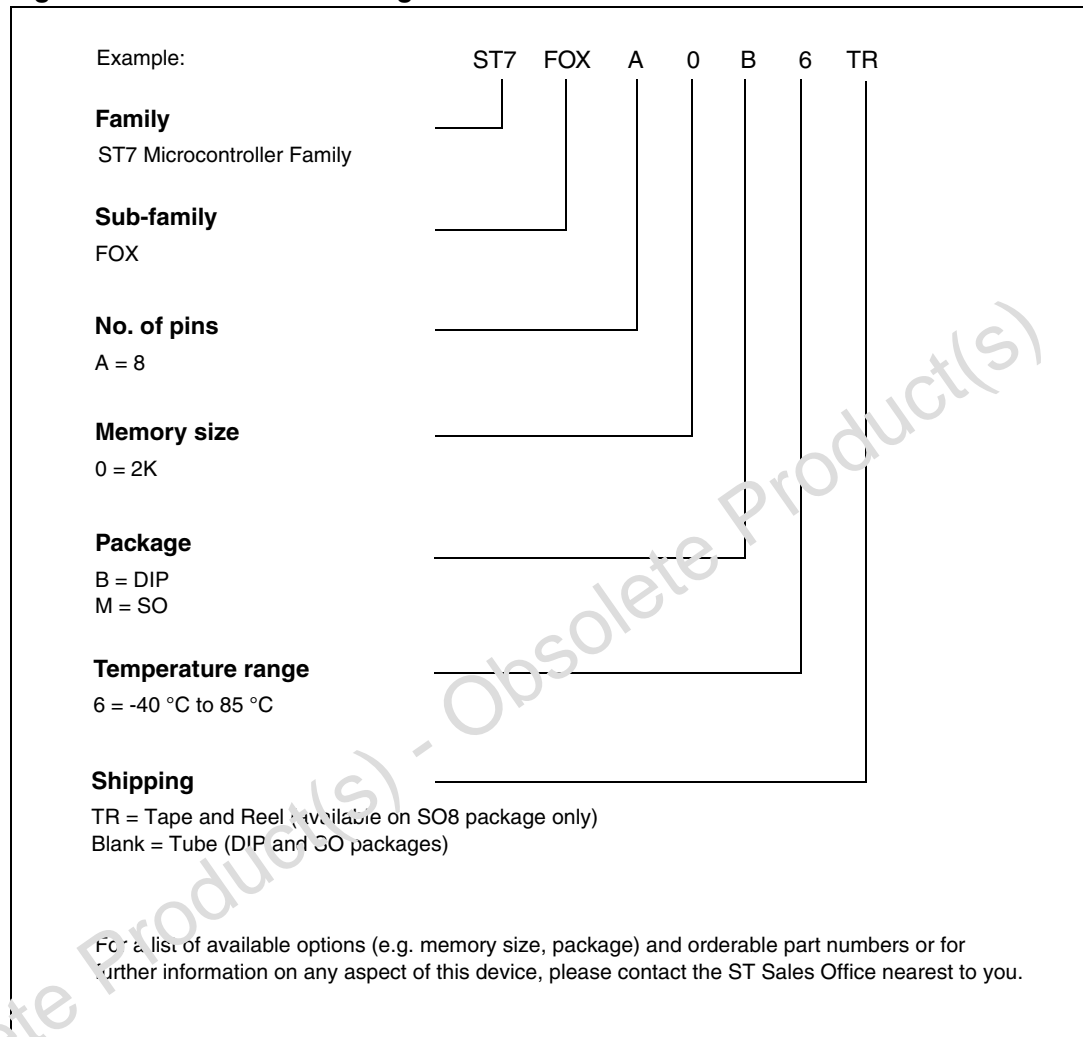 Example: ST7 FOX A 0 B 6 TR
Family
ST7 Microcontroller Family
Sub-family
FOX
No. of pins
A = 8
Memory size
0 = 2K
Package
B = DIP
M = SO
Temperature range
6 = -40 °C to 85 °C
Shipping
TR = Tape and Reel (available on SO8 package only)
Blank = Tube (DIP and SO packages)
For a list of available options (e.g. memory size, package) and orderable part numbers or for
further information on any aspect of this device, please contact the ST Sales Office nearest to you.
Product(s) - Obsolete Product(s)